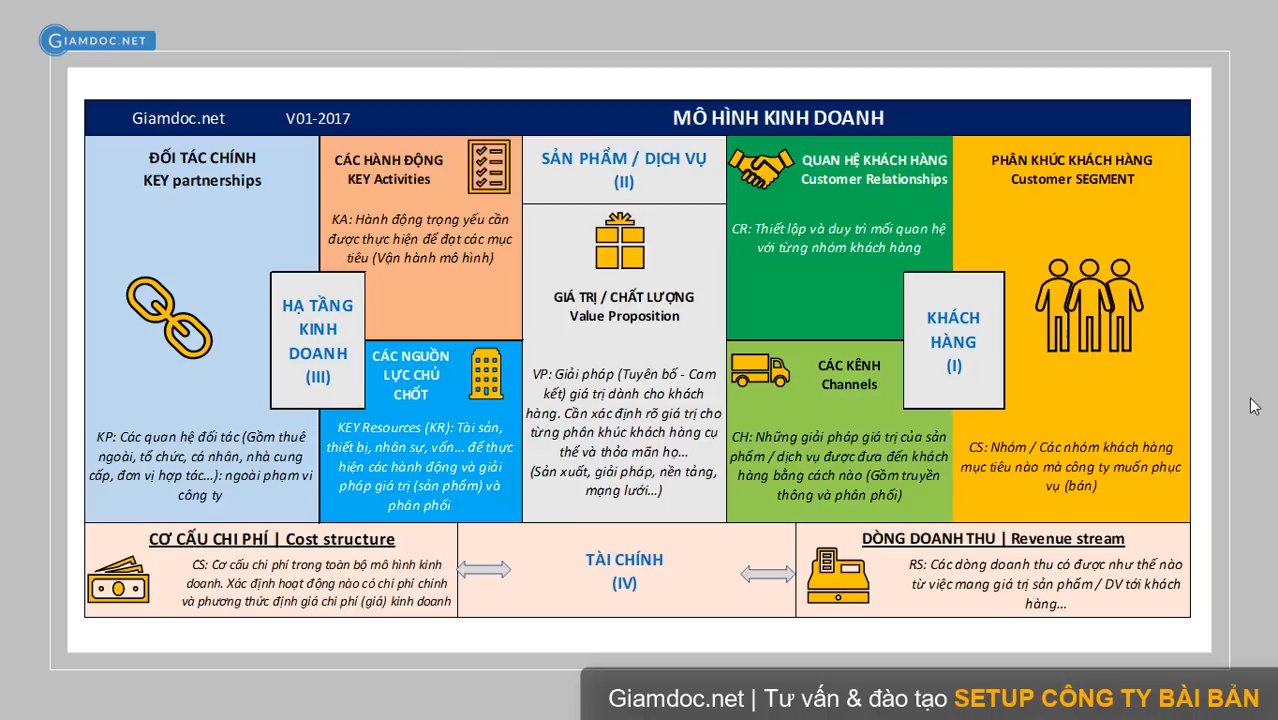 GIAMDOC.NET
Giamdoc.net V01-2017 MÔ HÌNH KINH DOANH
ĐỐI TÁC CHÍNH
KEY partnerships
KP: Các quan hệ đối tác (Gồm thuê
ngoài, tổ chức, cá nhân, nhà cung
cấp, đơn vị hợp tác...): ngoài phạm vi
công ty
HẠ TẦNG
KINH
DOANH
(III)
CÁC HÀNH ĐỘNG
KEY Activities
KA: Hành động trọng yếu cần
được thực hiện để đạt các mục
tiêu (Vận hành mô hình)
CÁC NGUỒN
LỰC CHỦ
CHỐT
KEY Resources (KR): Tài sản,
thiết bị, nhân sự, vốn... để thực
hiện các hành động và giải
pháp giá trị (sản phẩm) và
phân phối
SẢN PHẨM / DỊCH VỤ
(II)
GIÁ TRỊ / CHẤT LƯỢNG
Value Proposition
VP: Giải pháp (Tuyên bố - Cam
kết) giá trị dành cho khách
hàng. Cần xác định rõ giá trị cho
từng phân khúc khách hàng cụ
thể và thỏa mãn họ...
(Sản xuất, giải pháp, nền tảng,
mạng lưới...)
QUAN HỆ KHÁCH HÀNG
Customer Relationships
CR: Thiết lập và duy trì mối quan hệ
với từng nhóm khách hàng
CÁC KÊNH
Channels
CH: Những giải pháp giá trị của sản
phẩm / dịch vụ được đưa đến khách
hàng bằng cách nào (Gồm truyền
thông và phân phối)
KHÁCH
HÀNG
(I)
PHÂN KHÚC KHÁCH HÀNG
Customer SEGMENT
CS: Nhóm / Các nhóm khách hàng
mục tiêu nào mà công ty muốn phục
vụ (bán)
CƠ CẤU CHI PHÍ | Cost structure
CS: Cơ cấu chi phí trong toàn bộ mô hình kinh
doanh. Xác định hoạt động nào có chi phí chính
và phương thức định giá chi phí (giá) kinh doanh
TÀI CHÍNH
(IV)
DÒNG DOANH THU | Revenue stream
RS: Các dòng doanh thu có được như thế nào
từ việc mang giá trị sản phẩm / DV tới khách
hàng...
Giamdoc.net | Tư vấn & đào tạo SETUP CÔNG TY BÀI BẢN